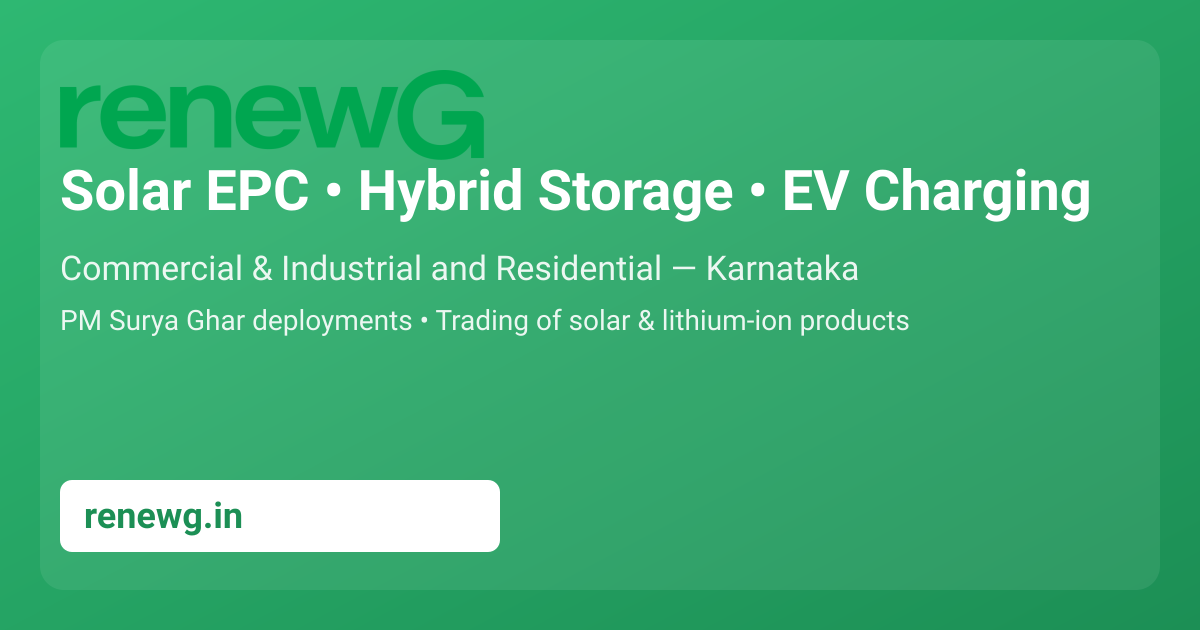 renewG
Solar EPC • Hybrid Storage • EV Charging
Commercial & Industrial and Residential — Karnataka
PM Surya Ghar deployments • Trading of solar & lithium-ion products
renewg.in